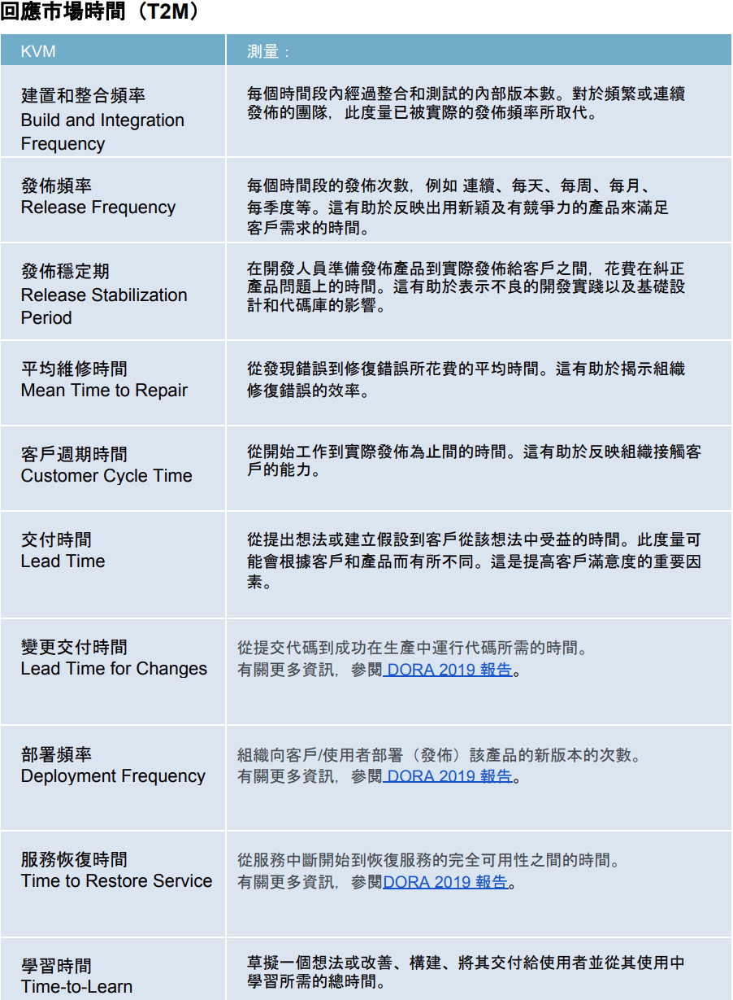 回應市場時間（T2M）
KVM
測量：
建置和整合頻率
Build and Integration
Frequency
每個時間段內經過整合和測試的內部版本數。對於頻繁或連續
發佈的團隊，此度量已被實際的發佈頻率所取代。
發佈頻率
Release Frequency
每個時間段的發佈次數，例如 連續、每天、每周、每月、
每季度等。這有助於反映出用新穎及有競爭力的產品來滿足
客戶需求的時間。
發佈穩定期
Release Stabilization
Period
在開發人員準備發佈產品到實際發佈給客戶之間，花費在糾正
產品問題上的時間。這有助於表示不良的開發實踐以及基礎設
計和代碼庫的影響。
平均維修時間
Mean Time to Repair
從發現錯誤到修復錯誤所花費的平均時間。這有助於揭示組織
修復錯誤的效率。
客戶週期時間
Customer Cycle Time
從開始工作到實際發佈為止間的時間。這有助於反映組織接觸客
戶的能力。
交付時間
Lead Time
從提出想法或建立假設到客戶從該想法中受益的時間。此度量可
能會根據客戶和產品而有所不同。這是提高客戶滿意度的重要因
素。
變更交付時間
Lead Time for Changes
從提交代碼到成功在生產中運行代碼所需的時間。
有關更多資訊，參閱 DORA 2019 報告。
部署頻率
Deployment Frequency
組織向客戶/使用者部署（發佈）該產品的新版本的次數。
有關更多資訊，參閱 DORA 2019 報告。
服務恢復時間
Time to Restore Service
從服務中斷開始到恢復服務的完全可用性之間的時間。
有關更多資訊，參閱DORA 2019 報告。
學習時間
Time-to-Learn
草擬一個想法或改善、構建、將其交付給使用者並從其使用中
學習所需的總時間。